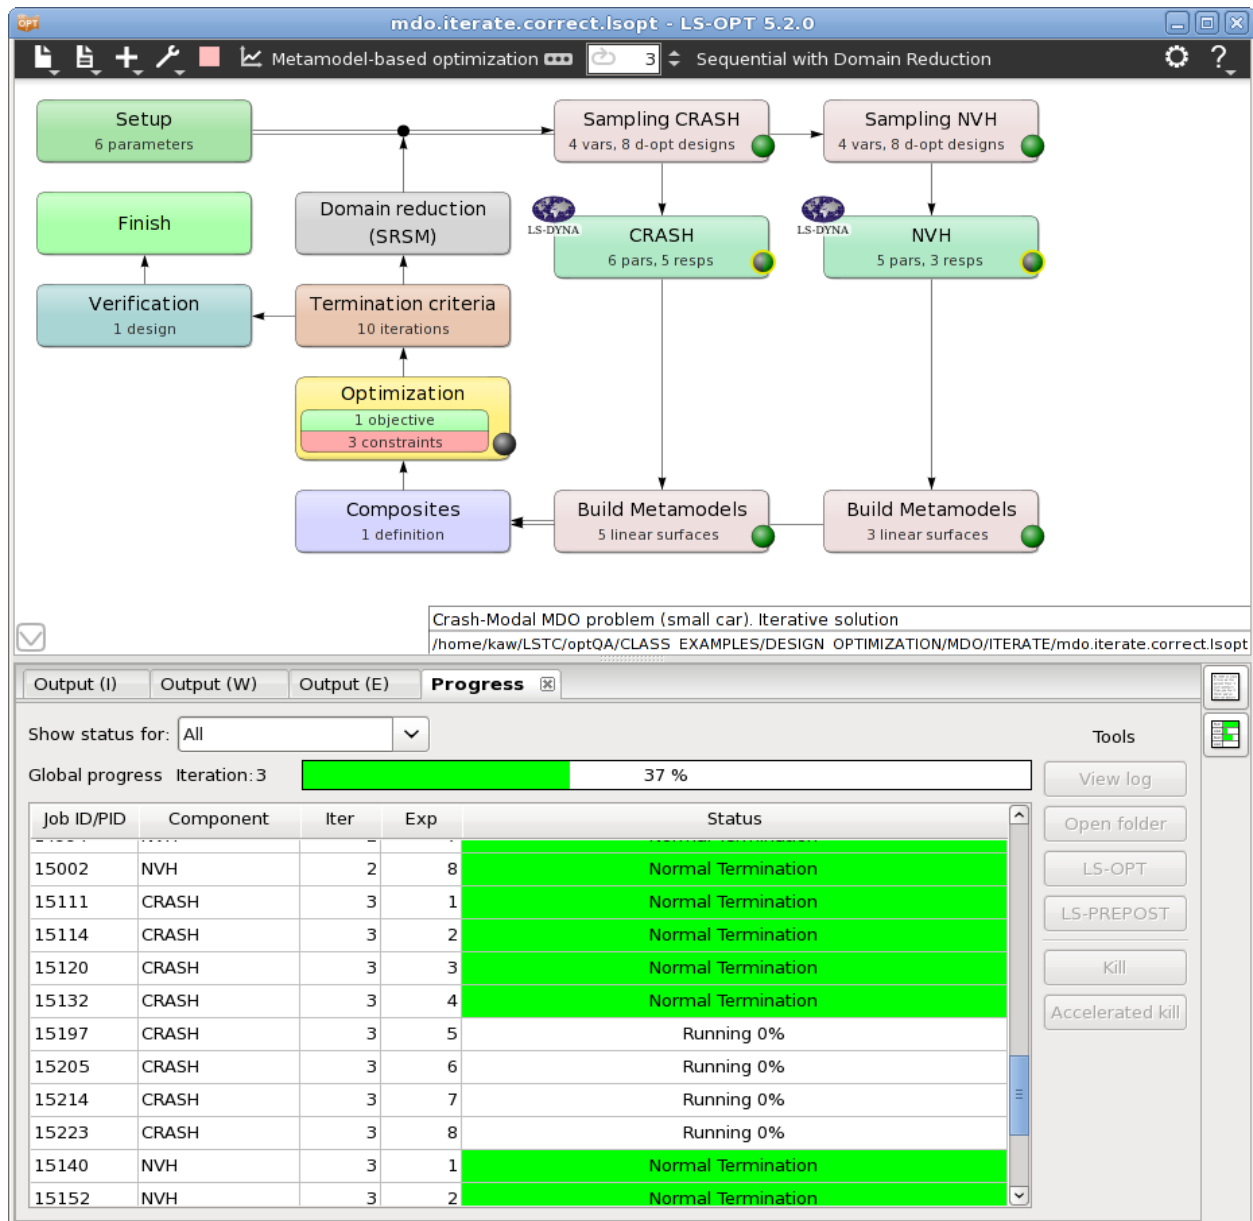 mdo.iterate.correct.lsopt - LS-OPT 5.2.0
OPT
Metamodel-based optimization
3
Sequential with Domain Reduction
?
Setup
6 parameters
Sampling CRASH
4 vars, 8 d-opt designs
Sampling NVH
4 vars, 8 d-opt designs
Finish
Domain reduction
(SRSM)
LS-DYNA
CRASH
6 pars, 5 resps
LS-DYNA
NVH
5 pars, 3 resps
Verification
1 design
Termination criteria
10 iterations
Optimization
1 objective
3 constraints
Composites
1 definition
Build Metamodels
5 linear surfaces
Build Metamodels
3 linear surfaces
Crash-Modal MDO problem (small car). Iterative solution
/home/kaw/LSTC/optQA/CLASS_EXAMPLES/DESIGN_OPTIMIZATION/MDO/ITERATE/mdo.iterate.correct.lsopt
Output (I) Output (W) Output (E) Progress
Show status for: All
Tools
Global progress Iteration: 3 37 %
View log
Job ID/PID Component Iter Exp Status
Open folder
15002 NVH 2 8 Normal Termination
LS-OPT
15111 CRASH 3 1 Normal Termination
LS-PREPOST
15114 CRASH 3 2 Normal Termination
15120 CRASH 3 3 Normal Termination
Kill
15132 CRASH 3 4 Normal Termination
Accelerated kill
15197 CRASH 3 5 Running 0%
15205 CRASH 3 6 Running 0%
15214 CRASH 3 7 Running 0%
15223 CRASH 3 8 Running 0%
15140 NVH 3 1 Normal Termination
15152 NVH 3 2 Normal Termination